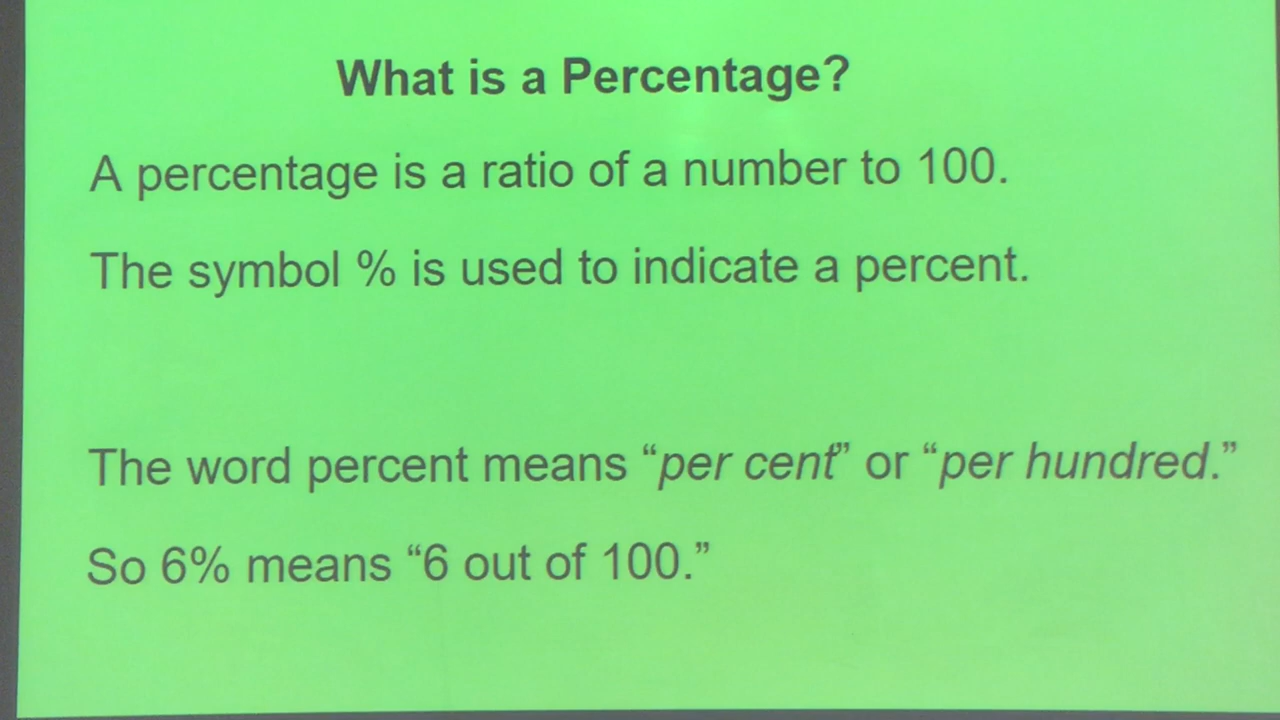 What is a Percentage?
A percentage is a ratio of a number to 100.
The symbol % is used to indicate a percent.
The word percent means “per cent” or “per hundred.”
So 6% means “6 out of 100.”